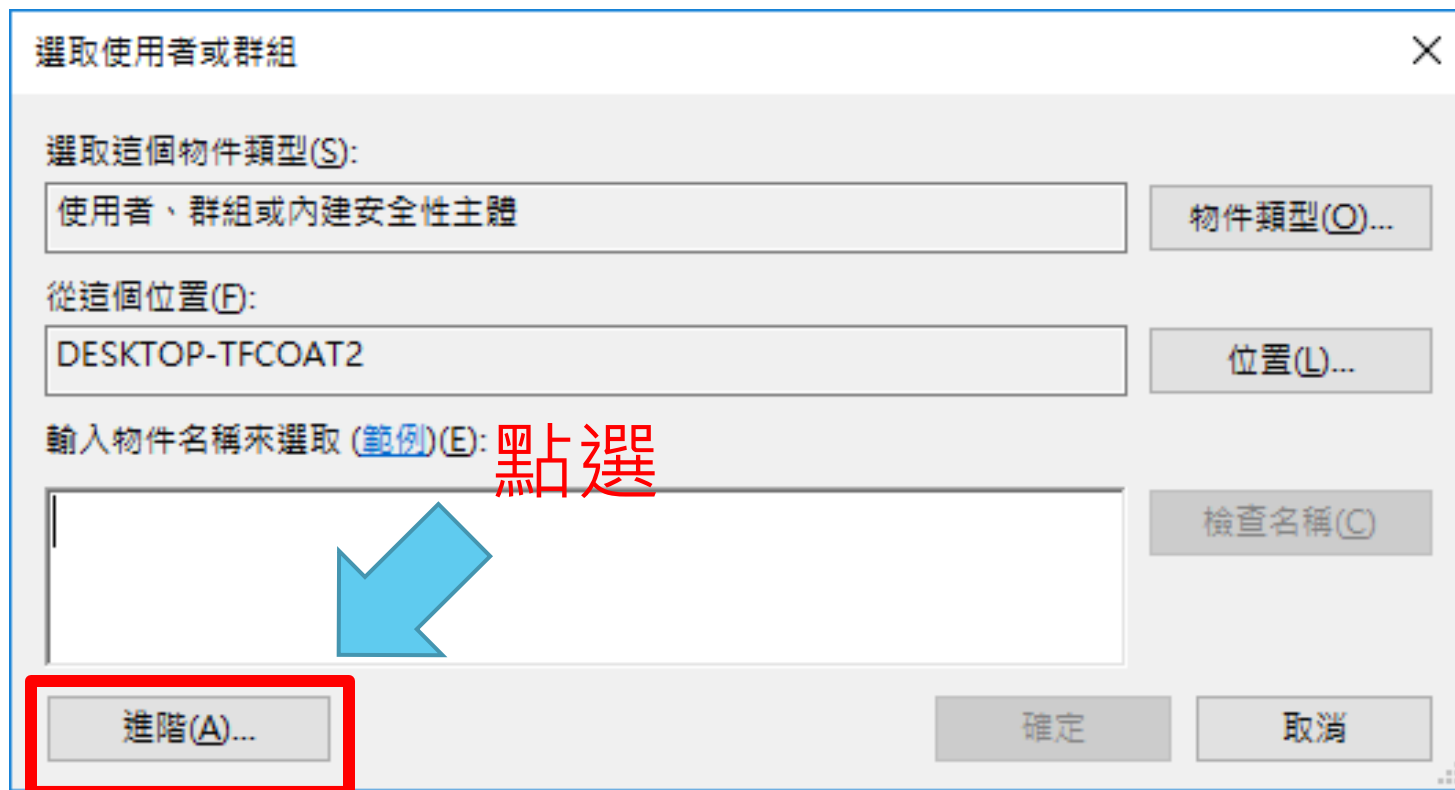 選取使用者或群組
選取這個物件類型(S):
使用者、群組或內建安全性主體
物件類型(O)...
從這個位置(F):
DESKTOP-TFCOAT2
位置(L)...
輸入物件名稱來選取 (範例)(E):
點選
檢查名稱(C)
進階(A)...
確定
取消